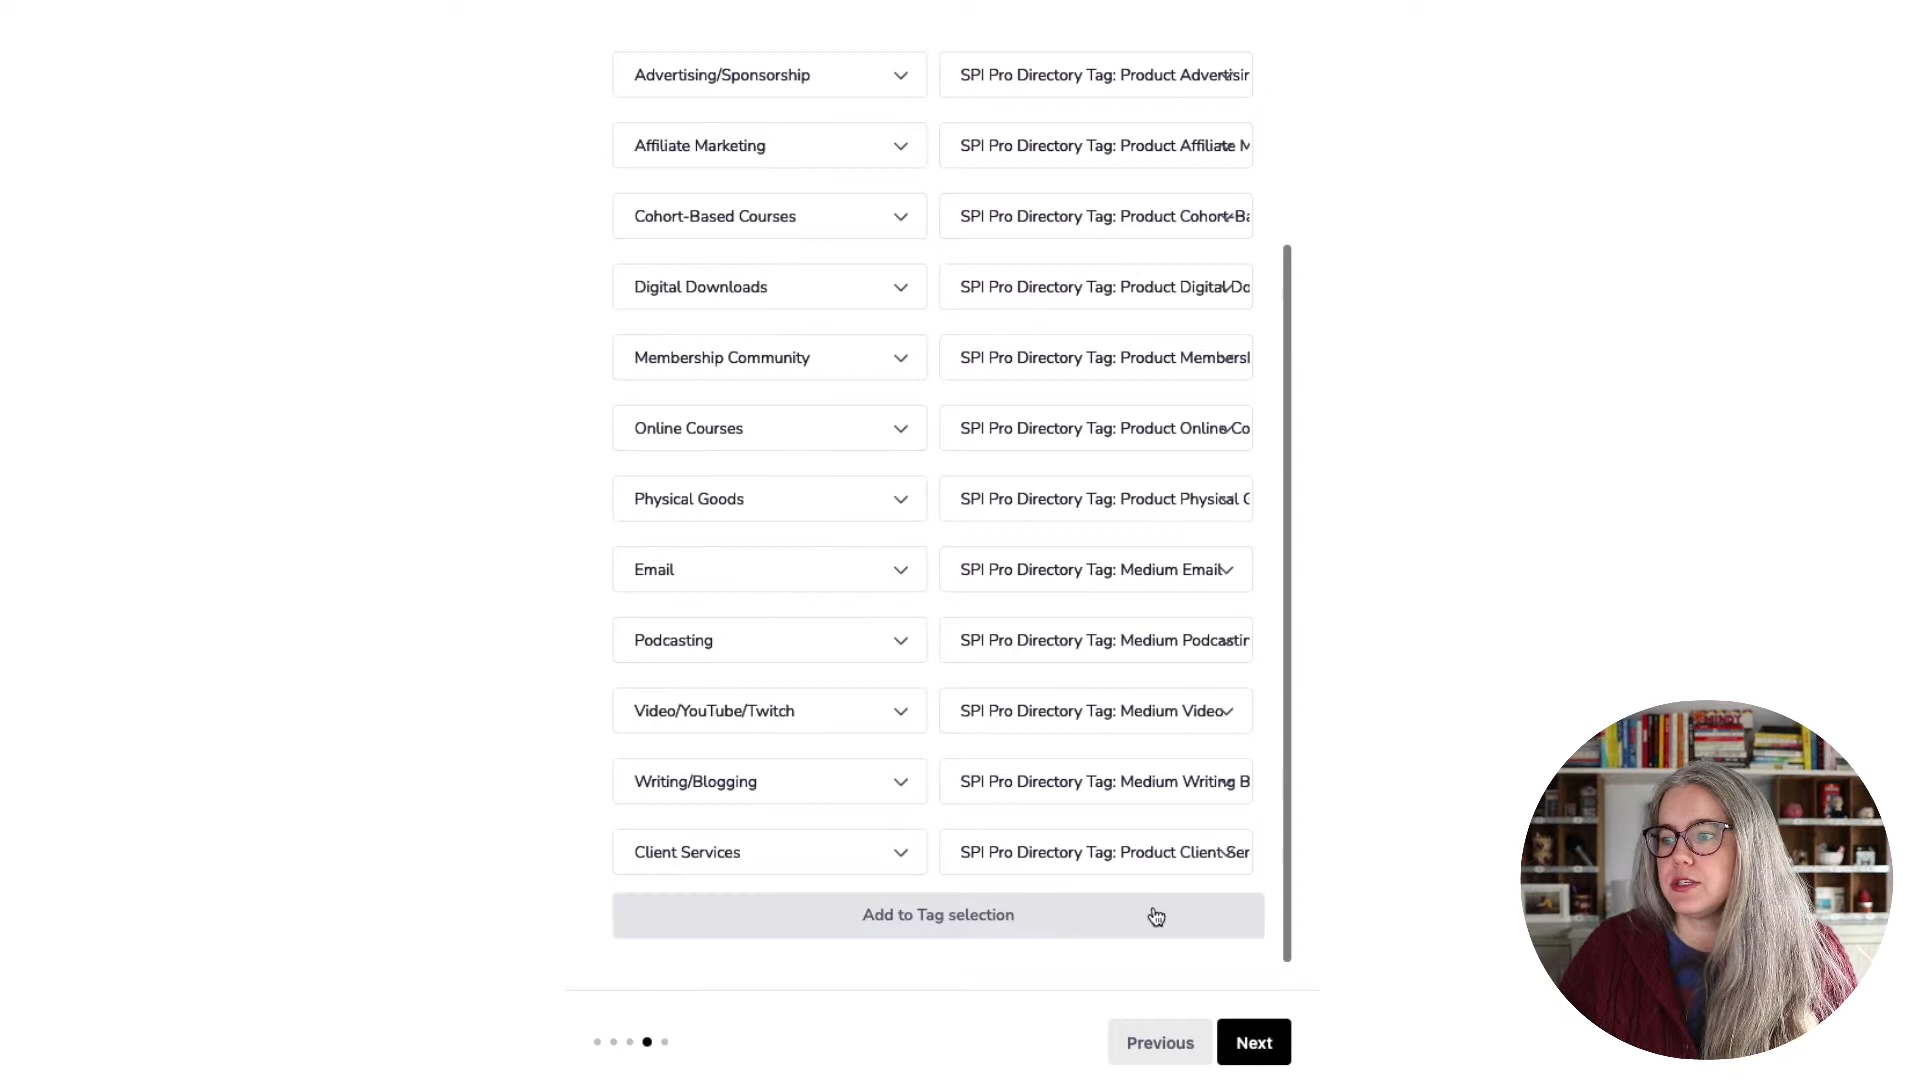 Advertising/Sponsorship SPI Pro Directory Tag: Product Advertisin
Affiliate Marketing SPI Pro Directory Tag: Product Affiliate M
Cohort-Based Courses SPI Pro Directory Tag: Product Cohort-Ba
Digital Downloads SPI Pro Directory Tag: Product Digital Do
Membership Community SPI Pro Directory Tag: Product Members
Online Courses SPI Pro Directory Tag: Product Online Co
Physical Goods SPI Pro Directory Tag: Product Physical G
Email SPI Pro Directory Tag: Medium Email
Podcasting SPI Pro Directory Tag: Medium Podcastin
Video/YouTube/Twitch SPI Pro Directory Tag: Medium Video
Writing/Blogging SPI Pro Directory Tag: Medium Writing B
Client Services SPI Pro Directory Tag: Product Client Ser
Add to Tag selection
Previous Next